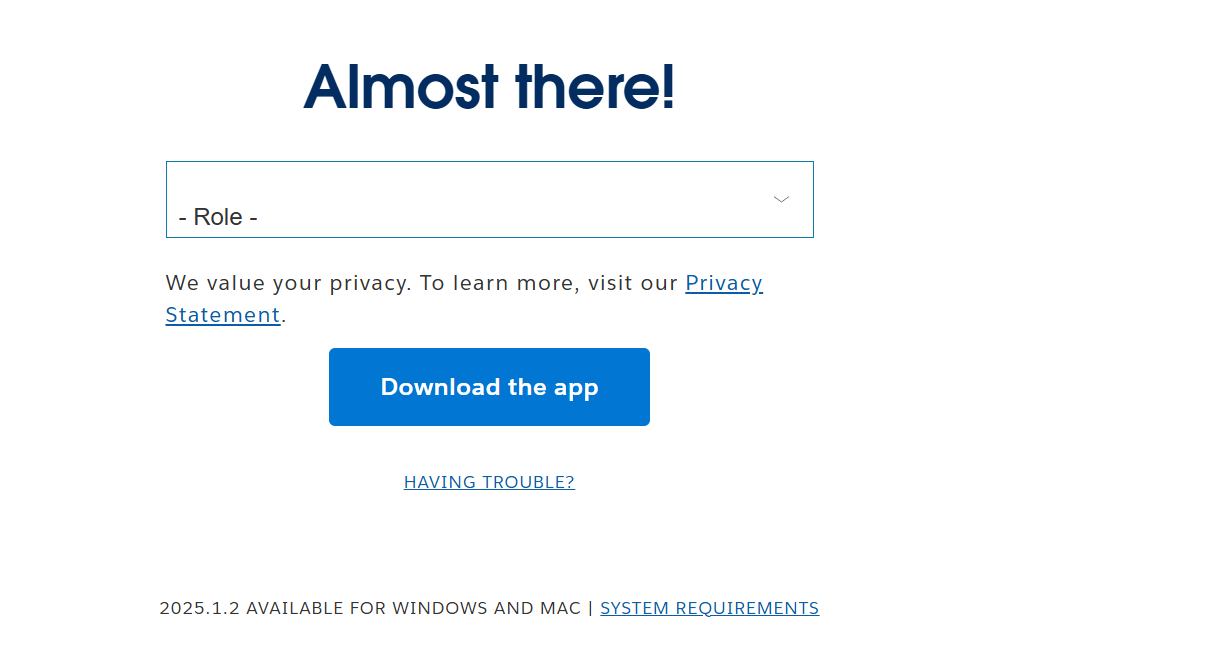 Almost there!
- Role -
We value your privacy. To learn more, visit our Privacy
Statement.
Download the app
HAVING TROUBLE?
2025.1.2 AVAILABLE FOR WINDOWS AND MAC | SYSTEM REQUIREMENTS